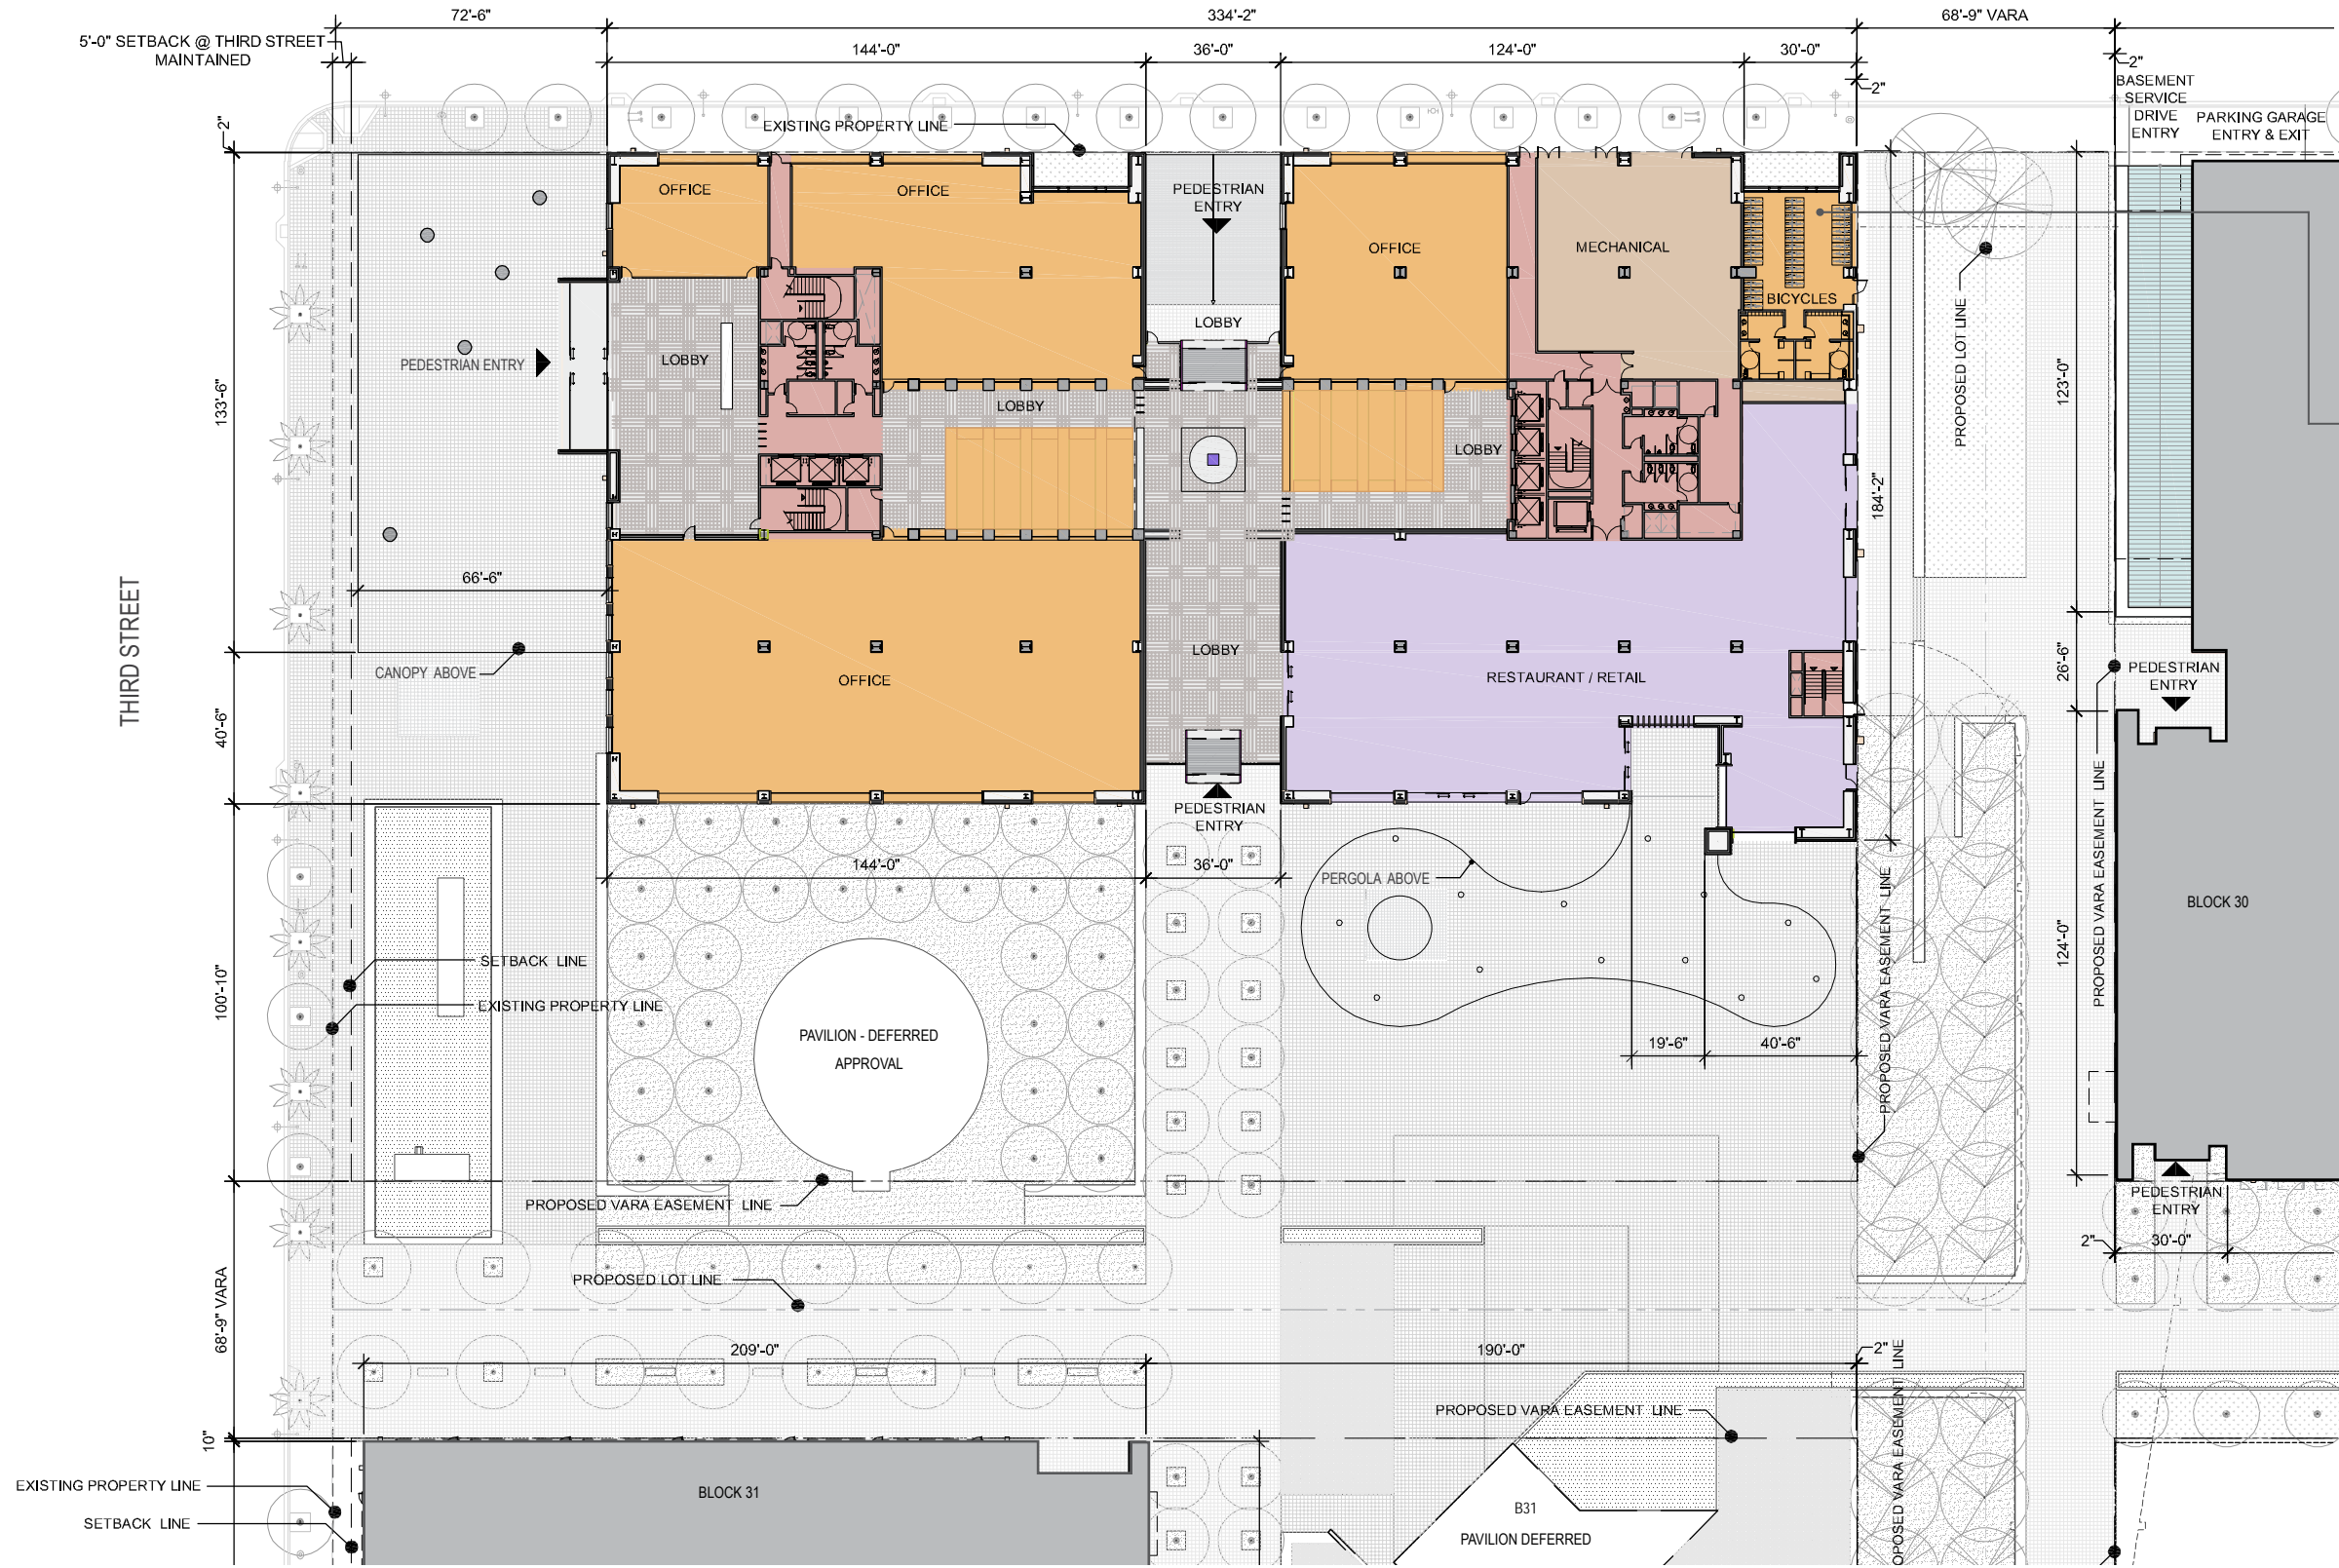 72'-6"
334'-2"
68'-9" VARA
5'-0" SETBACK @ THIRD STREET
MAINTAINED
144'-0"
36'-0"
124'-0"
30'-0"
2"
2"
2"
BASEMENT
SERVICE
DRIVE
ENTRY
PARKING GARAGE
ENTRY & EXIT
EXISTING PROPERTY LINE
OFFICE
OFFICE
PEDESTRIAN
ENTRY
OFFICE
MECHANICAL
BICYCLES
LOBBY
PEDESTRIAN ENTRY
LOBBY
LOBBY
LOBBY
133'-6"
PROPOSED LOT LINE
123'-0"
184'-2"
66'-6"
THIRD STREET
CANOPY ABOVE
OFFICE
LOBBY
RESTAURANT / RETAIL
26'-6"
PEDESTRIAN
ENTRY
40'-6"
PEDESTRIAN
ENTRY
PROPOSED VARA EASEMENT LINE
144'-0"
36'-0"
PERGOLA ABOVE
BLOCK 30
124'-0"
PROPOSED VARA EASEMENT LINE
SETBACK LINE
EXISTING PROPERTY LINE
100'-10"
PAVILION - DEFERRED
APPROVAL
19'-6"
40'-6"
PROPOSED VARA EASEMENT LINE
PEDESTRIAN
ENTRY
2"
30'-0"
PROPOSED LOT LINE
68'-9" VARA
209'-0"
190'-0"
2"
PROPOSED VARA EASEMENT LINE
OPOSED VARA EASEMENT LINE
10"
EXISTING PROPERTY LINE
SETBACK LINE
BLOCK 31
B31
PAVILION DEFERRED